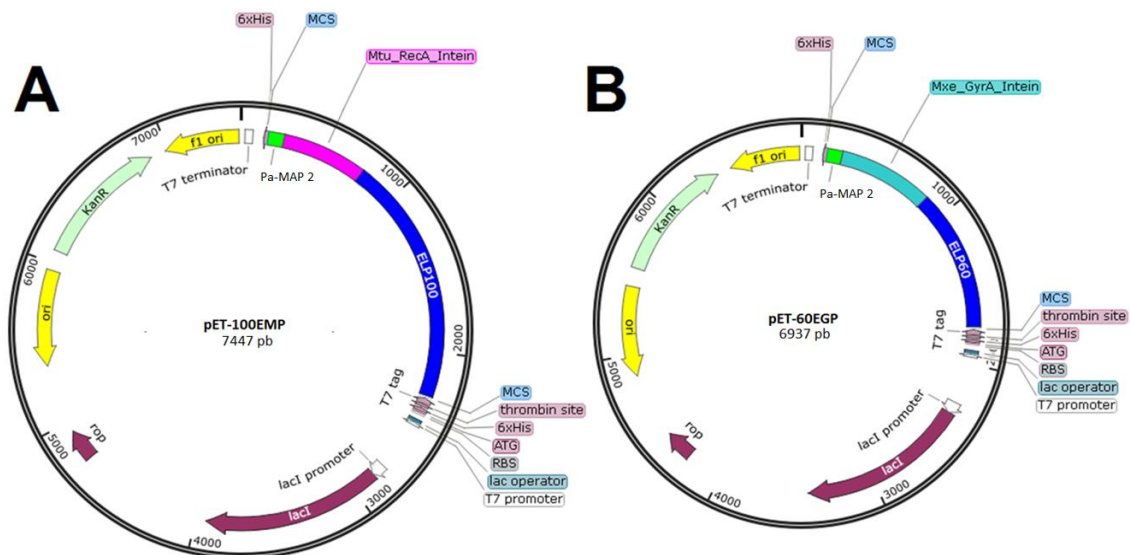 A
6xHis
MCS
Mtu_RecA_Intein
7000
f1 ori
T7 terminator
Pa-MAP 2
1000
KanR
6000
ELP100
ori
pET-100EMP
7447 pb
2000
T7 tag
MCS
thrombin site
6xHis
ATG
RBS
lac operator
T7 promoter
rop
5000
lacI promoter
lacI
3000
4000
B
6xHis
MCS
Mxe_GyrA_Intein
f1 ori
T7 terminator
Pa-MAP 2
6000
KanR
1000
ELP60
ori
pET-60EGP
6937 pb
5000
T7 tag
MCS
thrombin site
6xHis
ATG
RBS
lac operator
T7 promoter
rop
lacI promoter
lacI
4000
3000